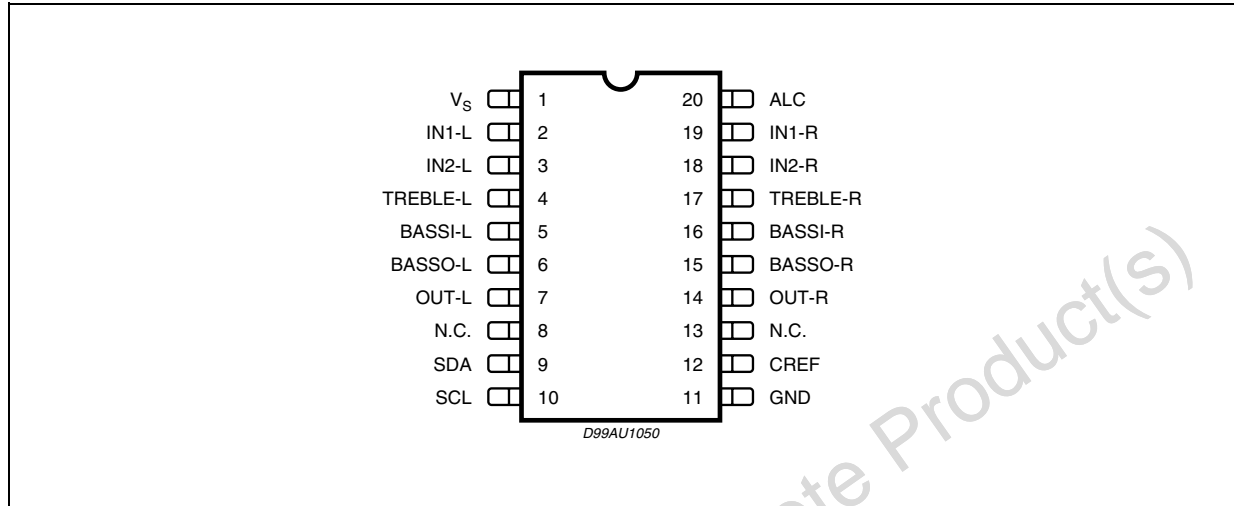 V_S 1 20 ALC
IN1-L 2 19 IN1-R
IN2-L 3 18 IN2-R
TREBLE-L 4 17 TREBLE-R
BASSI-L 5 16 BASSI-R
BASSO-L 6 15 BASSO-R
OUT-L 7 14 OUT-R
N.C. 8 13 N.C.
SDA 9 12 CREF
SCL 10 11 GND
D99AU1050
Product(s)